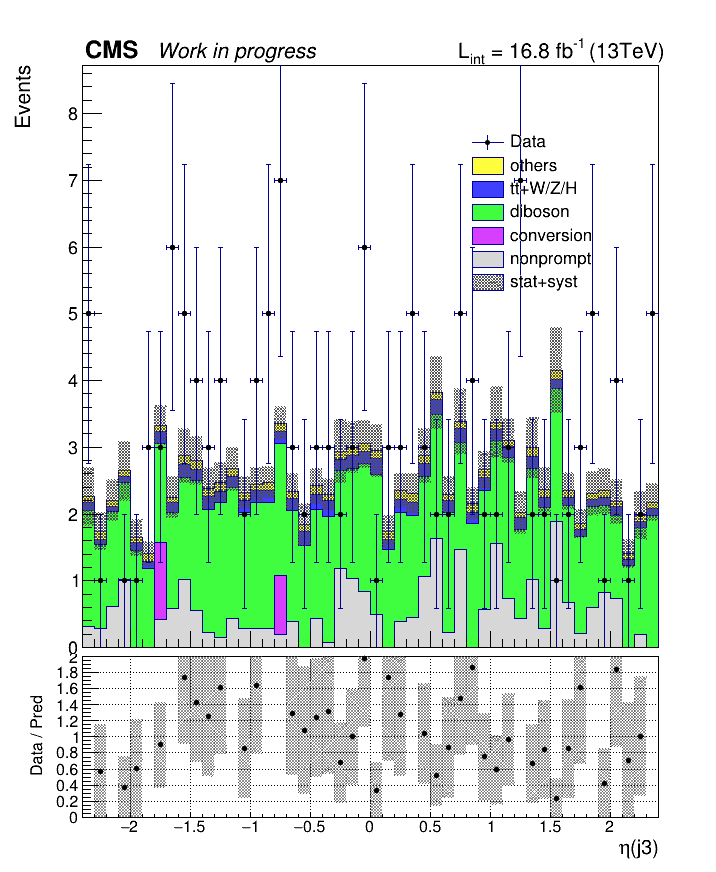 CMS Work in progress L_int = 16.8 fb^-1 (13TeV)
Events
8
7
6
5
4
3
2
1
0
Data
others
tt+W/Z/H
diboson
conversion
nonprompt
stat+syst
Data / Pred
2
1.8
1.6
1.4
1.2
1
0.8
0.6
0.4
0.2
0
−2 −1.5 −1 −0.5 0 0.5 1 1.5 2
η(j3)